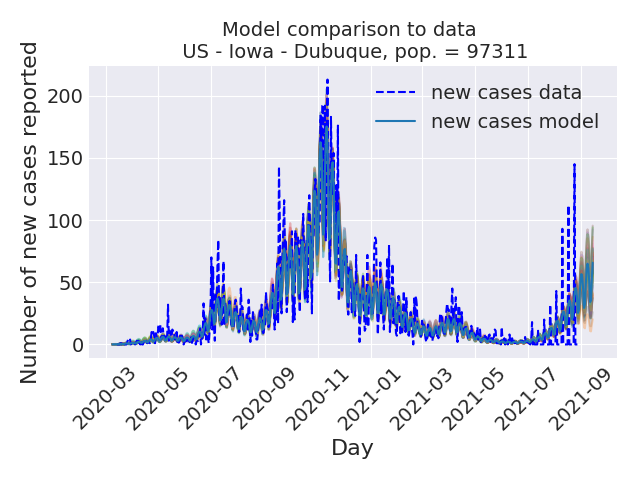 Model comparison to data
US - Iowa - Dubuque, pop. = 97311
Number of new cases reported
200
150
100
50
0
new cases data
new cases model
2020-03
2020-05
2020-07
2020-09
2020-11
2021-01
2021-03
2021-05
2021-07
2021-09
Day